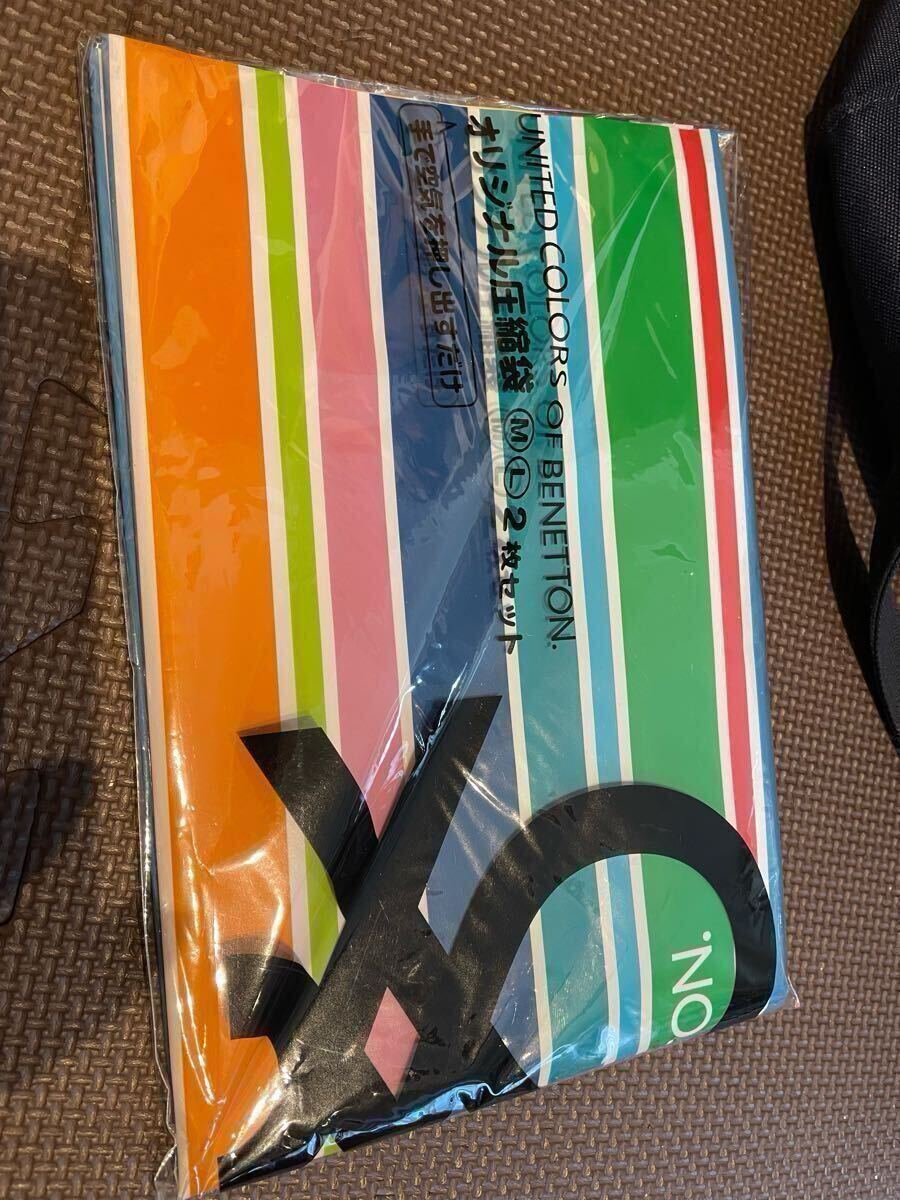 UNITED COLORS OF BENETTON.
オリジナル圧縮袋 Ⓜ Ⓛ 2枚セット
手で空気を押し出すだけ
ON.